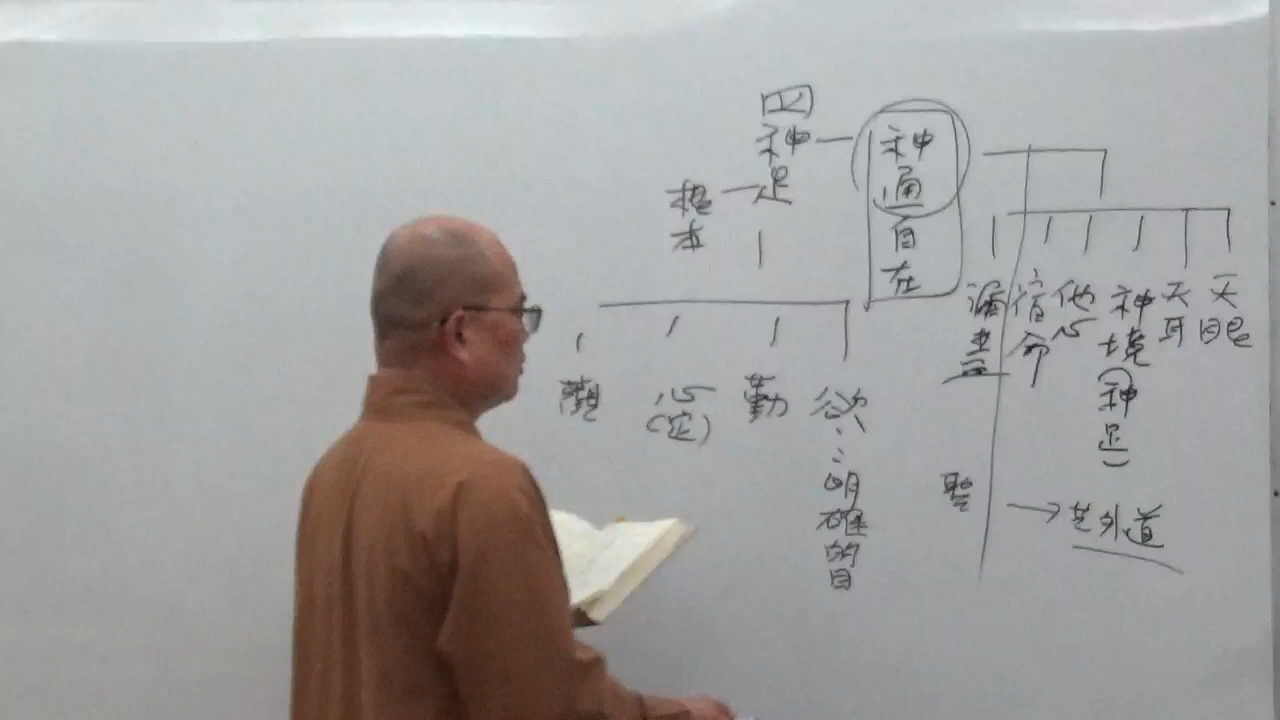 四神足
根本
神通自在
觀
心(定)
勤
欲:明確的目
漏盡
宿命
他心
神境(神足)
天耳
天眼
聖
→共外道